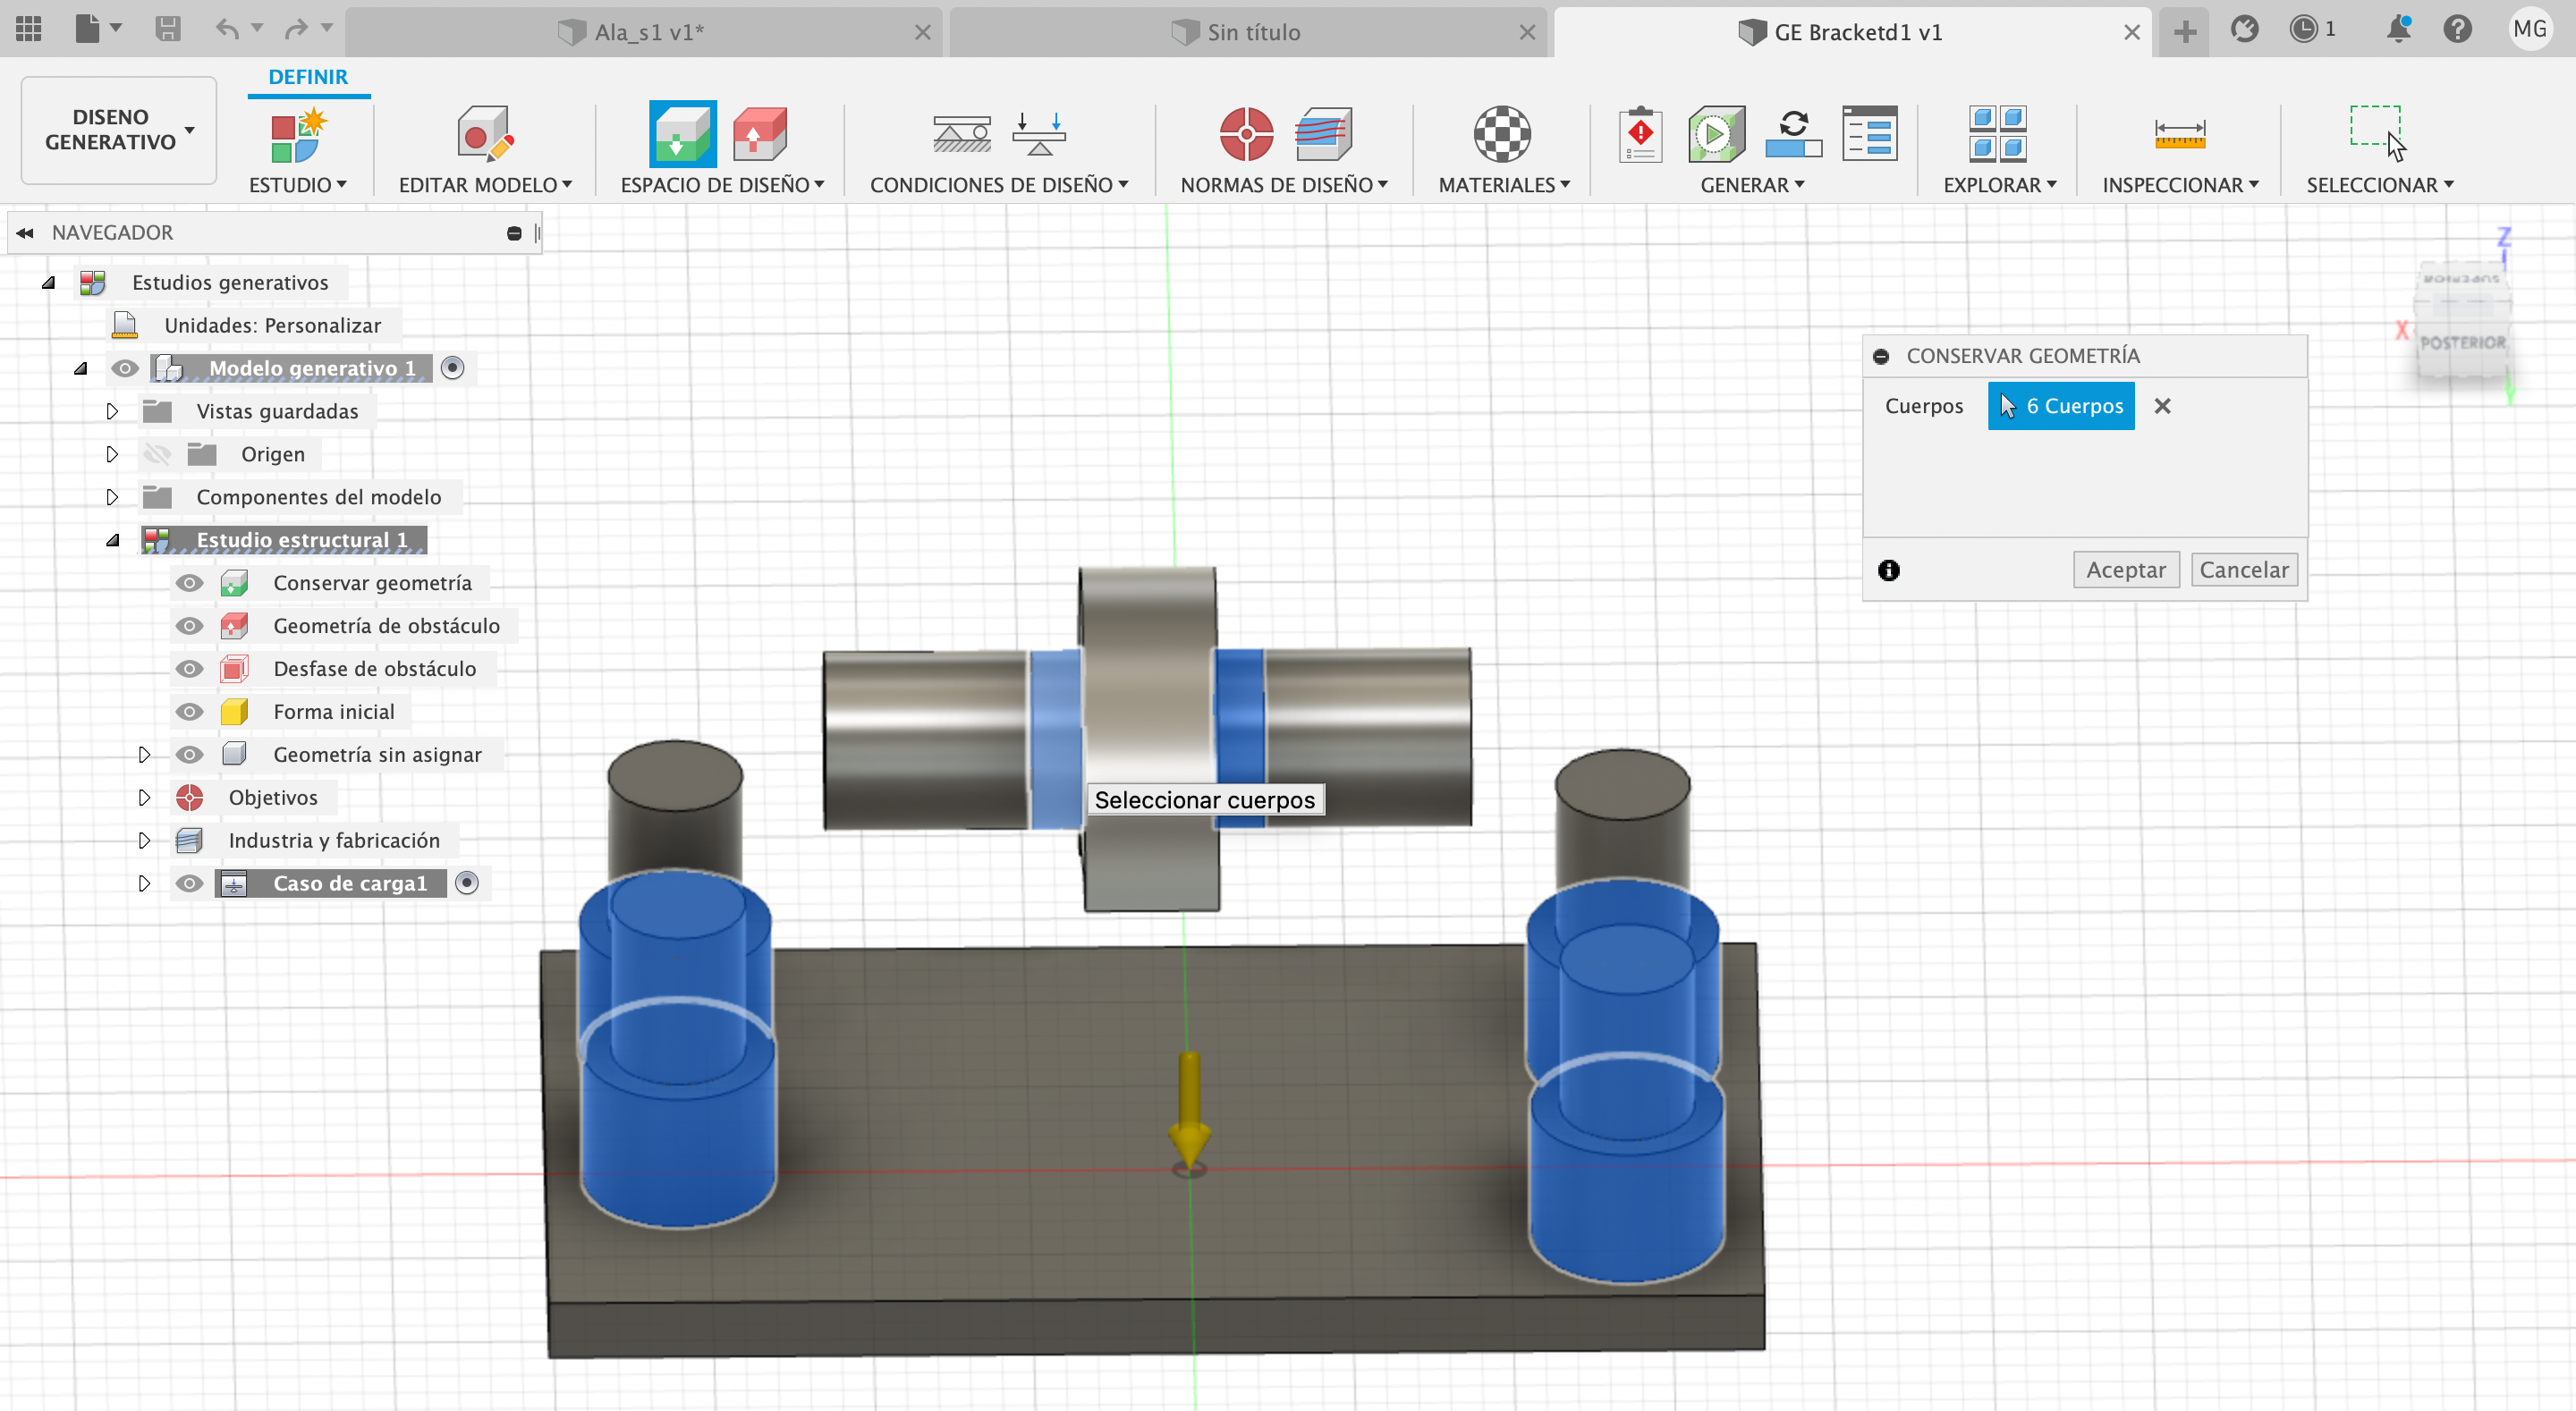 Ala_s1 v1*
Sin título
GE Bracketd1 v1
1
MG
DEFINIR
DISENO
GENERATIVO
ESTUDIO
EDITAR MODELO
ESPACIO DE DISEÑO
CONDICIONES DE DISEÑO
NORMAS DE DISEÑO
MATERIALES
GENERAR
EXPLORAR
INSPECCIONAR
SELECCIONAR
NAVEGADOR
Estudios generativos
Unidades: Personalizar
Modelo generativo 1
Vistas guardadas
Origen
Componentes del modelo
Estudio estructural 1
Conservar geometría
Geometría de obstáculo
Desfase de obstáculo
Forma inicial
Geometría sin asignar
Objetivos
Industria y fabricación
Caso de carga1
Z
X
POSTERIOR
Y
CONSERVAR GEOMETRÍA
Cuerpos
6 Cuerpos
Aceptar
Cancelar
Seleccionar cuerpos